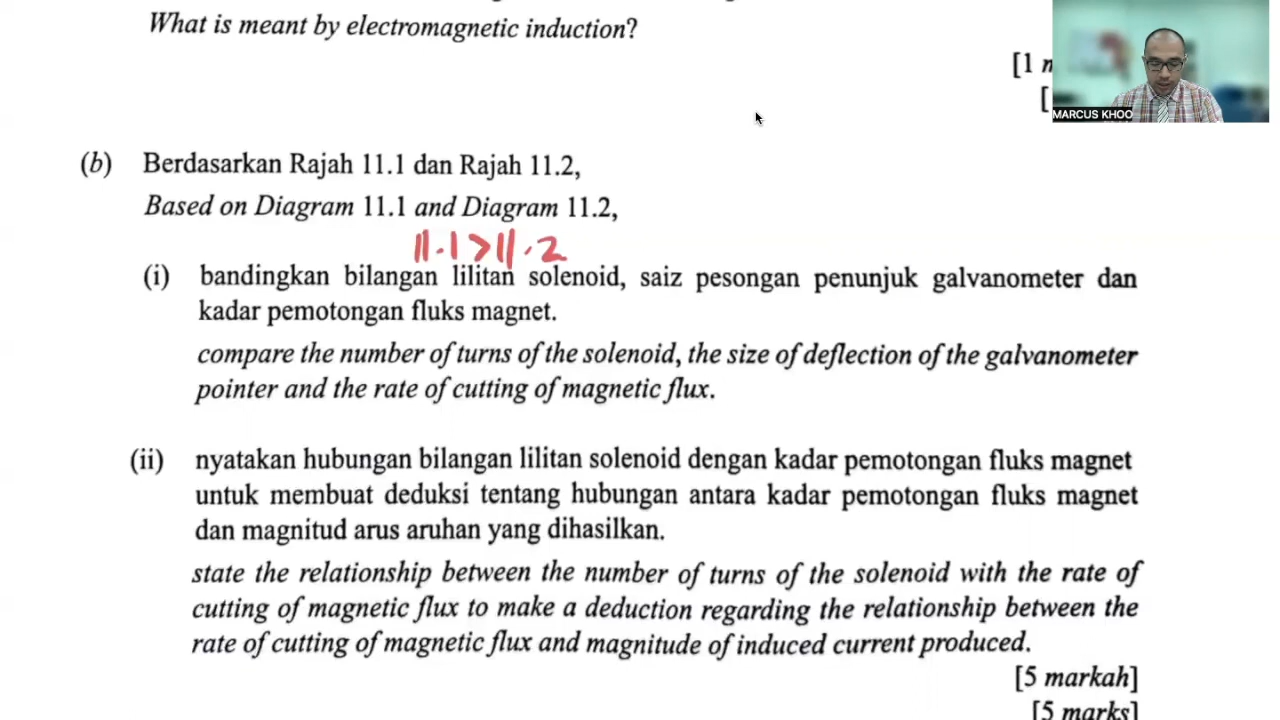 What is meant by electromagnetic induction?
[1
[
MARCUS KHOO
(b) Berdasarkan Rajah 11.1 dan Rajah 11.2,
Based on Diagram 11.1 and Diagram 11.2,
11.1 > 11.2
(i) bandingkan bilangan lilitan solenoid, saiz pesongan penunjuk galvanometer dan
kadar pemotongan fluks magnet.
compare the number of turns of the solenoid, the size of deflection of the galvanometer
pointer and the rate of cutting of magnetic flux.
(ii) nyatakan hubungan bilangan lilitan solenoid dengan kadar pemotongan fluks magnet
untuk membuat deduksi tentang hubungan antara kadar pemotongan fluks magnet
dan magnitud arus aruhan yang dihasilkan.
state the relationship between the number of turns of the solenoid with the rate of
cutting of magnetic flux to make a deduction regarding the relationship between the
rate of cutting of magnetic flux and magnitude of induced current produced.
[5 markah]
[5 marks]